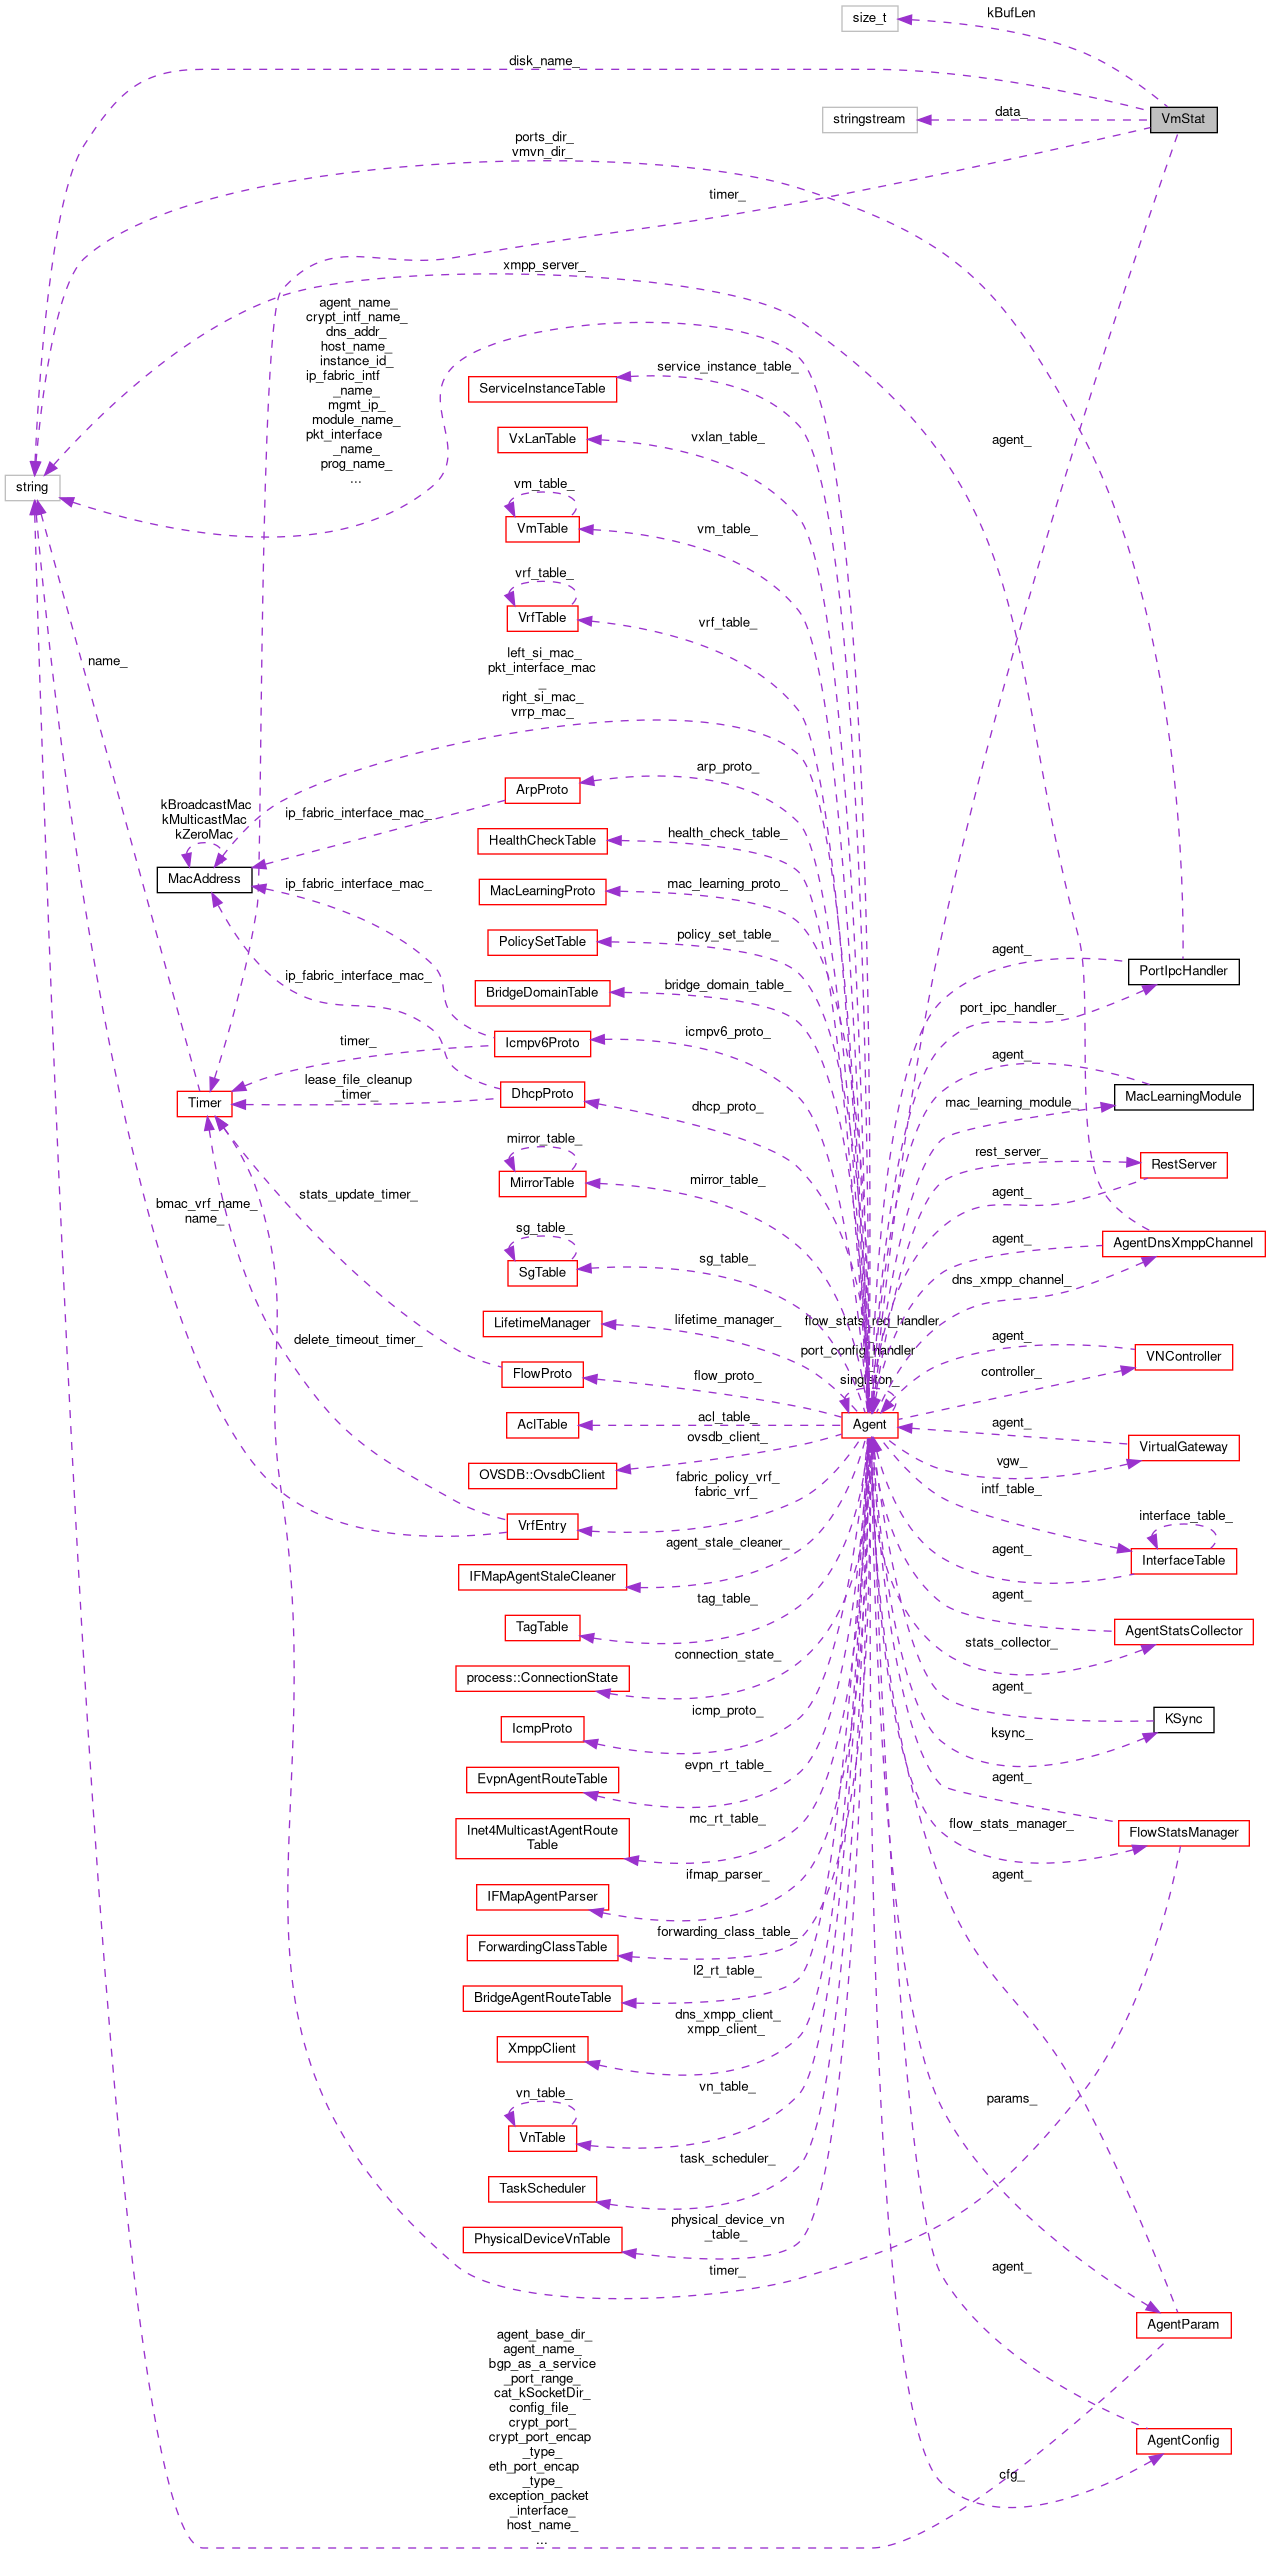 kBufLen
size_t
disk_name_
data_
stringstream
VmStat
ports_dir_
vmvn_dir_
timer_
xmpp_server_
agent_name_
crypt_intf_name_
dns_addr_
host_name_
instance_id_
ip_fabric_intf
_name_
mgmt_ip_
module_name_
pkt_interface
_name_
prog_name_
...
service_instance_table_
ServiceInstanceTable
vxlan_table_
VxLanTable
agent_
string
vm_table_
VmTable
vm_table_
vrf_table_
VrfTable
vrf_table_
name_
left_si_mac_
pkt_interface_mac
_
right_si_mac_
vrrp_mac_
arp_proto_
ArpProto
kBroadcastMac
kMulticastMac
kZeroMac
ip_fabric_interface_mac_
health_check_table_
HealthCheckTable
MacAddress
ip_fabric_interface_mac_
mac_learning_proto_
MacLearningProto
policy_set_table_
PolicySetTable
agent_
PortIpcHandler
ip_fabric_interface_mac_
bridge_domain_table_
BridgeDomainTable
port_ipc_handler_
icmpv6_proto_
Icmpv6Proto
timer_
agent_
lease_file_cleanup
_timer_
DhcpProto
dhcp_proto_
Timer
mac_learning_module_
MacLearningModule
mirror_table_
MirrorTable
mirror_table_
rest_server_
RestServer
stats_update_timer_
agent_
bmac_vrf_name_
name_
sg_table_
SgTable
sg_table_
agent_
AgentDnsXmppChannel
dns_xmpp_channel_
lifetime_manager_
LifetimeManager
flow_stats_req_handler_
delete_timeout_timer_
port_config_handler_
agent_
VNController
FlowProto
flow_proto_
singleton_
controller_
AclTable
acl_table_
Agent
agent_
ovsdb_client_
VirtualGateway
OVSDB::OvsdbClient
vgw_
fabric_policy_vrf_
fabric_vrf_
intf_table_
VrfEntry
interface_table_
agent_stale_cleaner_
agent_
InterfaceTable
IFMapAgentStaleCleaner
tag_table_
agent_
TagTable
AgentStatsCollector
connection_state_
stats_collector_
process::ConnectionState
agent_
icmp_proto_
IcmpProto
KSync
ksync_
evpn_rt_table_
EvpnAgentRouteTable
agent_
mc_rt_table_
Inet4MulticastAgentRoute
Table
flow_stats_manager_
FlowStatsManager
ifmap_parser_
agent_
IFMapAgentParser
forwarding_class_table_
ForwardingClassTable
l2_rt_table_
BridgeAgentRouteTable
dns_xmpp_client_
xmpp_client_
XmppClient
vn_table_
VnTable
vn_table_
params_
task_scheduler_
TaskScheduler
physical_device_vn
_table_
PhysicalDeviceVnTable
timer_
agent_
AgentParam
agent_base_dir_
agent_name_
bgp_as_a_service
_port_range_
cat_kSocketDir_
config_file_
crypt_port_
crypt_port_encap
_type_
eth_port_encap
_type_
exception_packet
_interface_
host_name_
...
AgentConfig
cfg_